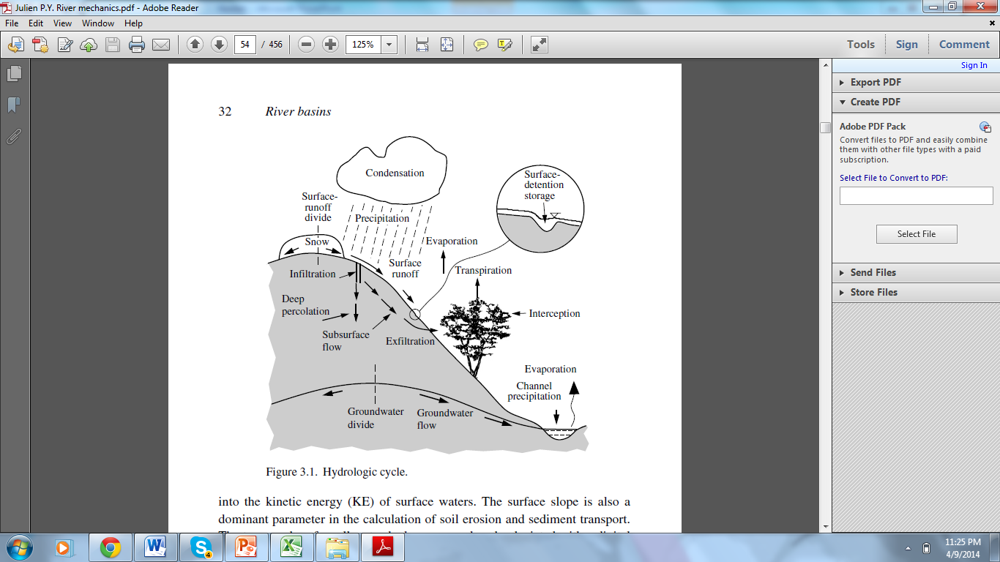 Julien P.Y. River mechanics.pdf - Adobe Reader
File Edit View Window Help
54 / 456 125%
Tools Sign Comment
Sign In
Export PDF
Create PDF
Adobe PDF Pack
Convert files to PDF and easily combine
them with other file types with a paid
subscription.
Select File to Convert to PDF:
Select File
Send Files
Store Files
32 River basins
Condensation
Surface-
detention
storage
Surface-
runoff
divide
Precipitation
Snow
Evaporation
Surface
runoff
Transpiration
Infiltration
Deep
percolation
Interception
Subsurface
flow
Exfiltration
Evaporation
Channel
precipitation
Groundwater
divide
Groundwater
flow
Figure 3.1. Hydrologic cycle.
into the kinetic energy (KE) of surface waters. The surface slope is also a
dominant parameter in the calculation of soil erosion and sediment transport.
4
11:25 PM
4/9/2014